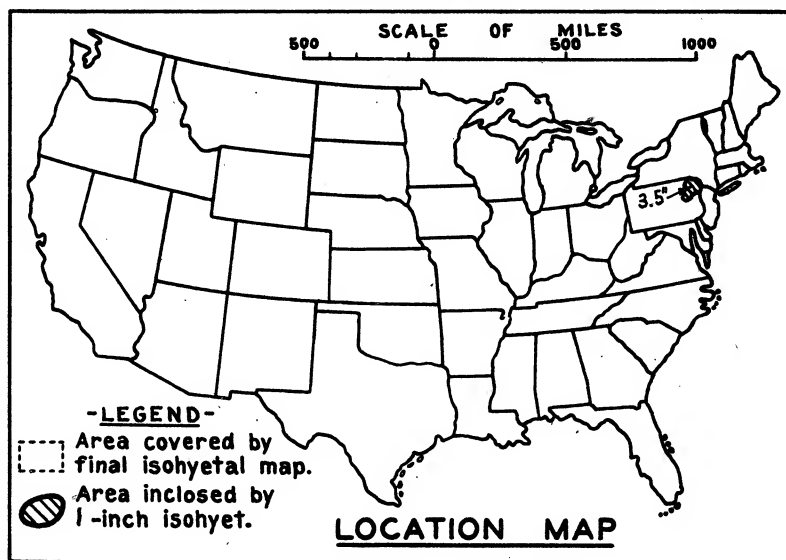 SCALE OF MILES
500 0 500 1000
3.5"
-LEGEND-
Area covered by
final isohyetal map.
Area inclosed by
1-inch isohyet.
LOCATION MAP